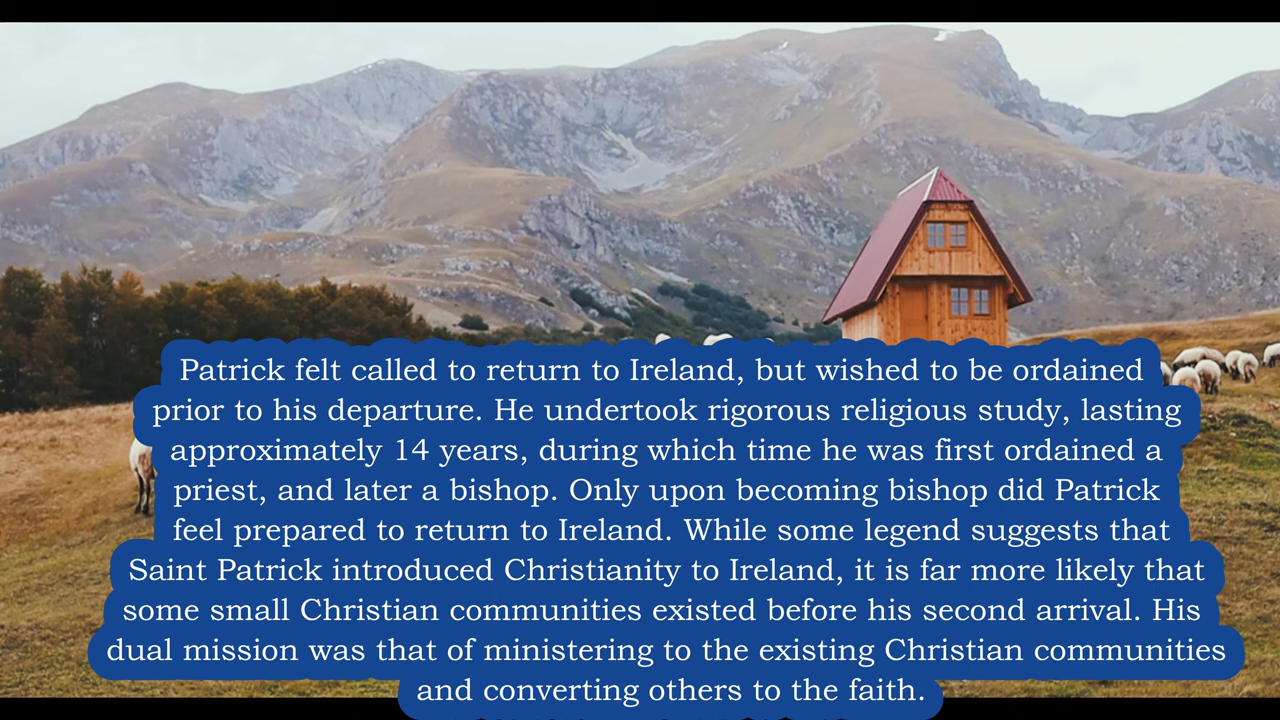 Patrick felt called to return to Ireland, but wished to be ordained
prior to his departure. He undertook rigorous religious study, lasting
approximately 14 years, during which time he was first ordained a
priest, and later a bishop. Only upon becoming bishop did Patrick
feel prepared to return to Ireland. While some legend suggests that
Saint Patrick introduced Christianity to Ireland, it is far more likely that
some small Christian communities existed before his second arrival. His
dual mission was that of ministering to the existing Christian communities
and converting others to the faith.